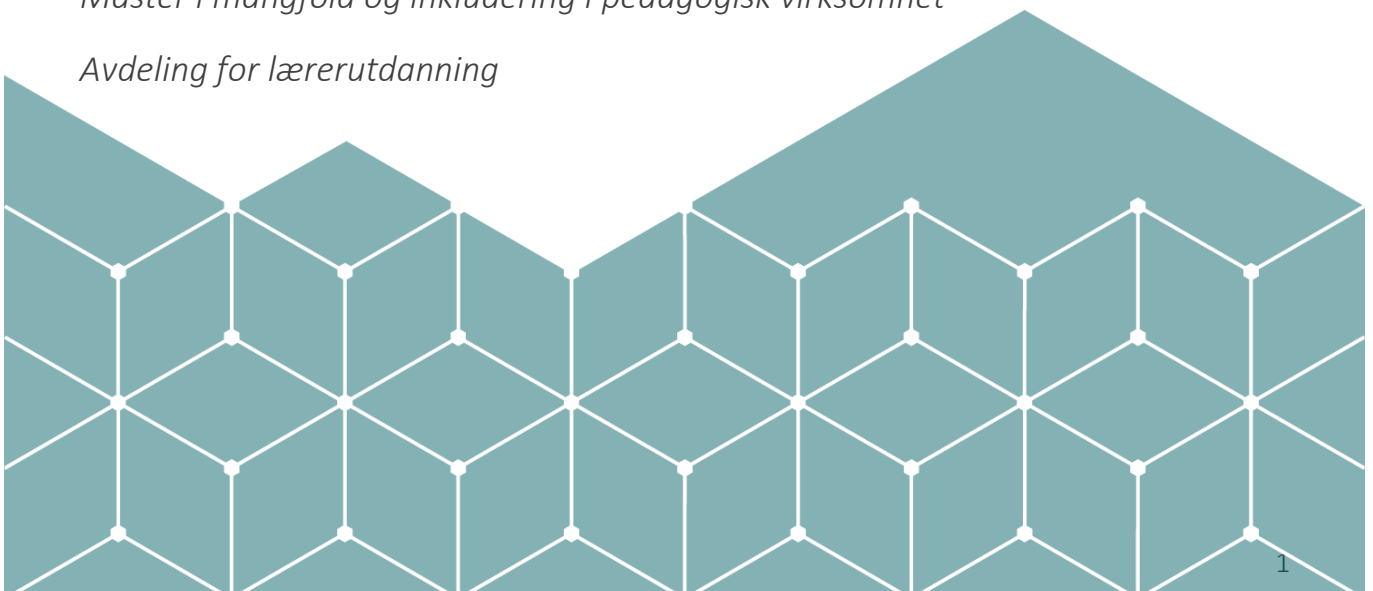 Master i mangfold og inkludering i pedagogisk virksomhet
Avdeling for lærerutdanning
1